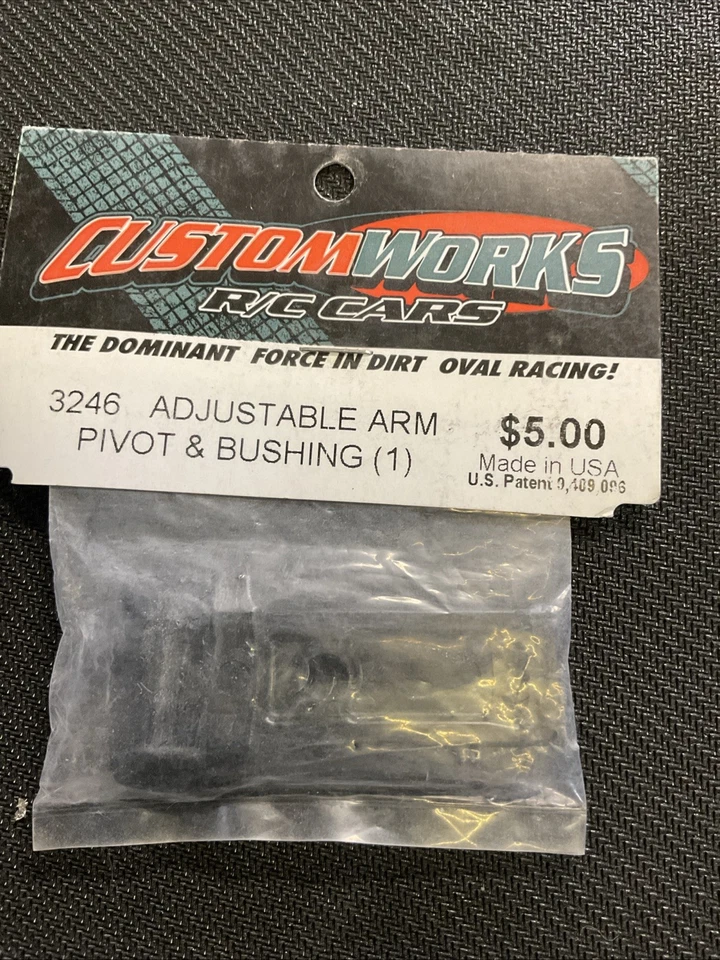 CUSTOMWORKS
R/C CARS
THE DOMINANT FORCE IN DIRT OVAL RACING!
3246 ADJUSTABLE ARM
PIVOT & BUSHING (1)
$5.00
Made in USA
U.S. Patent